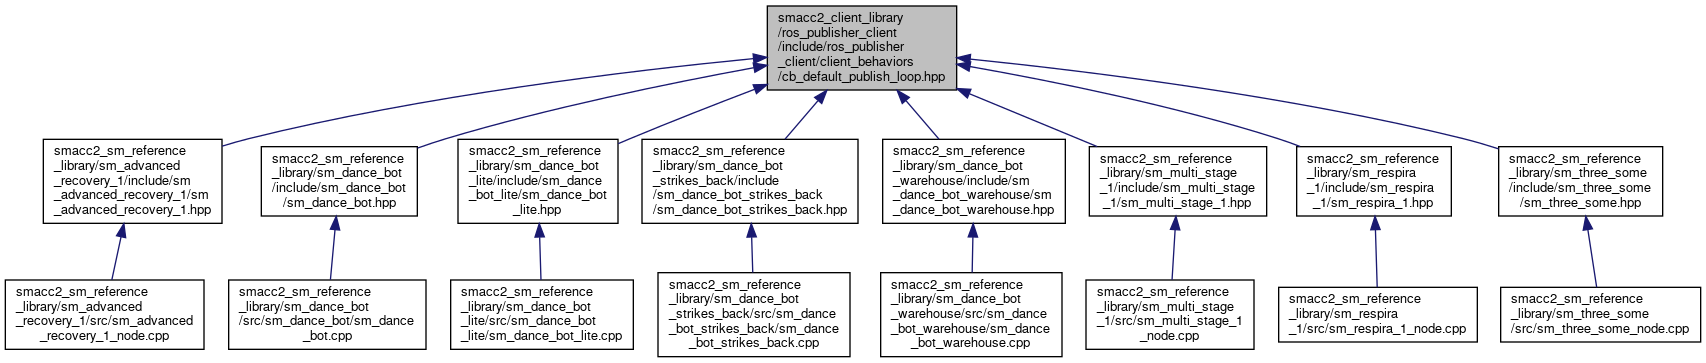 smacc2_client_library
/ros_publisher_client
/include/ros_publisher
_client/client_behaviors
/cb_default_publish_loop.hpp
smacc2_sm_reference
_library/sm_advanced
_recovery_1/include/sm
_advanced_recovery_1/sm
_advanced_recovery_1.hpp
smacc2_sm_reference
_library/sm_dance_bot
/include/sm_dance_bot
/sm_dance_bot.hpp
smacc2_sm_reference
_library/sm_dance_bot
_lite/include/sm_dance
_bot_lite/sm_dance_bot
_lite.hpp
smacc2_sm_reference
_library/sm_dance_bot
_strikes_back/include
/sm_dance_bot_strikes_back
/sm_dance_bot_strikes_back.hpp
smacc2_sm_reference
_library/sm_dance_bot
_warehouse/include/sm
_dance_bot_warehouse/sm
_dance_bot_warehouse.hpp
smacc2_sm_reference
_library/sm_multi_stage
_1/include/sm_multi_stage
_1/sm_multi_stage_1.hpp
smacc2_sm_reference
_library/sm_respira
_1/include/sm_respira
_1/sm_respira_1.hpp
smacc2_sm_reference
_library/sm_three_some
/include/sm_three_some
/sm_three_some.hpp
smacc2_sm_reference
_library/sm_advanced
_recovery_1/src/sm_advanced
_recovery_1_node.cpp
smacc2_sm_reference
_library/sm_dance_bot
/src/sm_dance_bot/sm_dance
_bot.cpp
smacc2_sm_reference
_library/sm_dance_bot
_lite/src/sm_dance_bot
_lite/sm_dance_bot_lite.cpp
smacc2_sm_reference
_library/sm_dance_bot
_strikes_back/src/sm_dance
_bot_strikes_back/sm_dance
_bot_strikes_back.cpp
smacc2_sm_reference
_library/sm_dance_bot
_warehouse/src/sm_dance
_bot_warehouse/sm_dance
_bot_warehouse.cpp
smacc2_sm_reference
_library/sm_multi_stage
_1/src/sm_multi_stage_1
_node.cpp
smacc2_sm_reference
_library/sm_respira
_1/src/sm_respira_1_node.cpp
smacc2_sm_reference
_library/sm_three_some
/src/sm_three_some_node.cpp